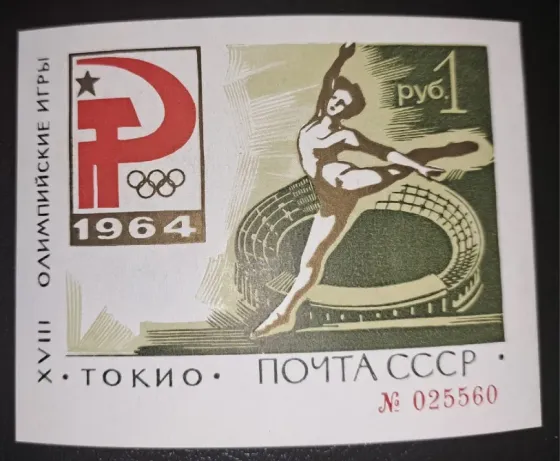 XVIII ОЛИМПИЙСКИЕ ИГРЫ
1964
руб. 1
• ТОКИО • ПОЧТА СССР •
№ 025560